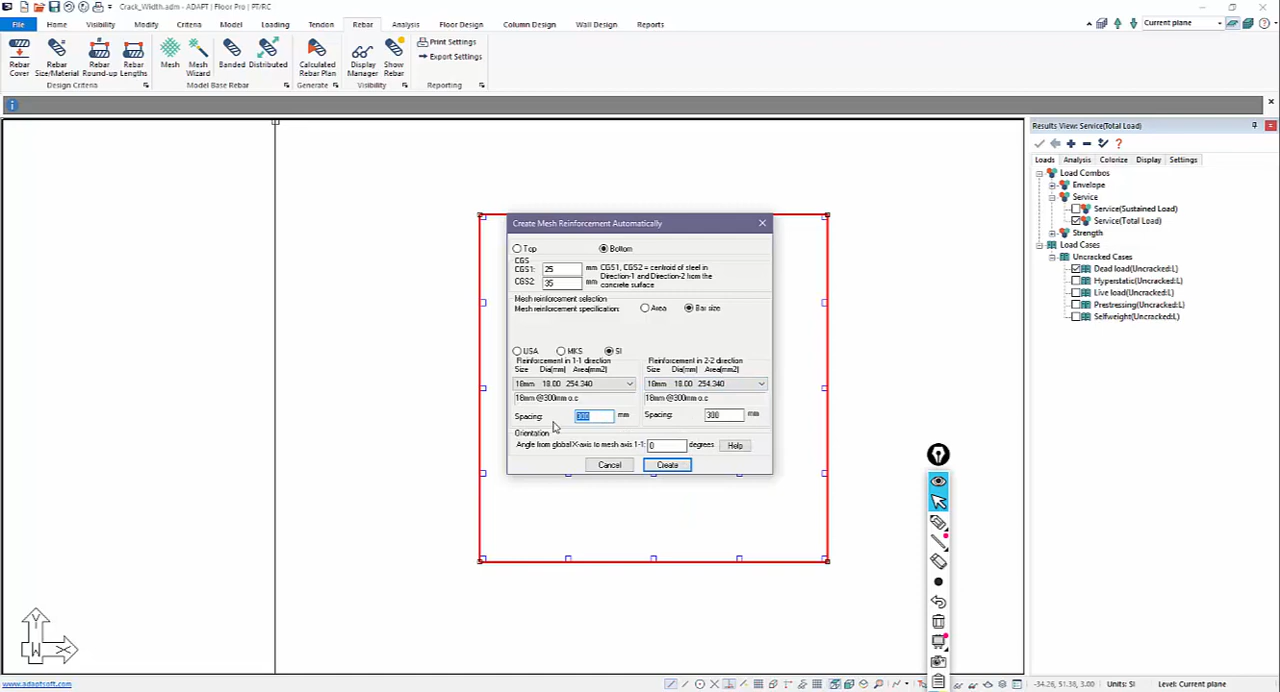 Crack_Width.adm - ADAPT | Floor Pro | PT/RC
File Home Visibility Modify Criteria Model Loading Tendon Rebar Analysis Floor Design Column Design Wall Design Reports
Current plane
Rebar Cover
Rebar Size/Material
Rebar Round-up
Rebar Lengths
Mesh
Mesh Wizard
Banded
Distributed
Calculated Rebar Plan
Display Manager
Show Rebar
Print Settings
Export Settings
Design Criteria
Model Base Rebar
Generate
Visibility
Reporting
Results View: Service(Total Load)
Loads Analysis Colorize Display Settings
Load Combos
Envelope
Service
Service(Sustained Load)
Service(Total Load)
Strength
Load Cases
Uncracked Cases
Dead load(Uncracked:L)
Hyperstatic(Uncracked:L)
Live load(Uncracked:L)
Prestressing(Uncracked:L)
Selfweight(Uncracked:L)
Create Mesh Reinforcement Automatically
Top Bottom
CGS
CGS1: 25 mm CGS1, CGS2 = centroid of steel in
Direction-1 and Direction-2 from the
CGS2: 35 mm concrete surface
Mesh reinforcement selection
Mesh reinforcement specification: Area Bar size
USA MKS SI
Reinforcement in 1-1 direction
Size Dia(mm) Area(mm2)
18mm 18.00 254.340
18mm @300mm o.c
Spacing: 300 mm
Reinforcement in 2-2 direction
Size Dia(mm) Area(mm2)
18mm 18.00 254.340
18mm @300mm o.c
Spacing: 300 mm
Orientation
Angle from global X-axis to mesh axis 1-1: 0 degrees Help
Cancel Create
Y
W X
www.adaptsoft.com
-34.26, 51.38, 3.00 Units: SI Level: Current plane